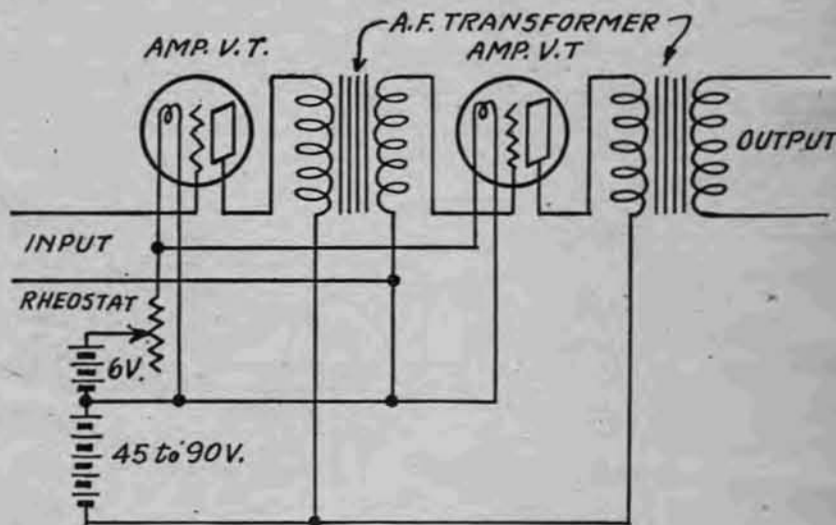 A.F. TRANSFORMER
AMP. V.T.
AMP. V.T
OUTPUT
INPUT
RHEOSTAT
6V.
45 to 90V.